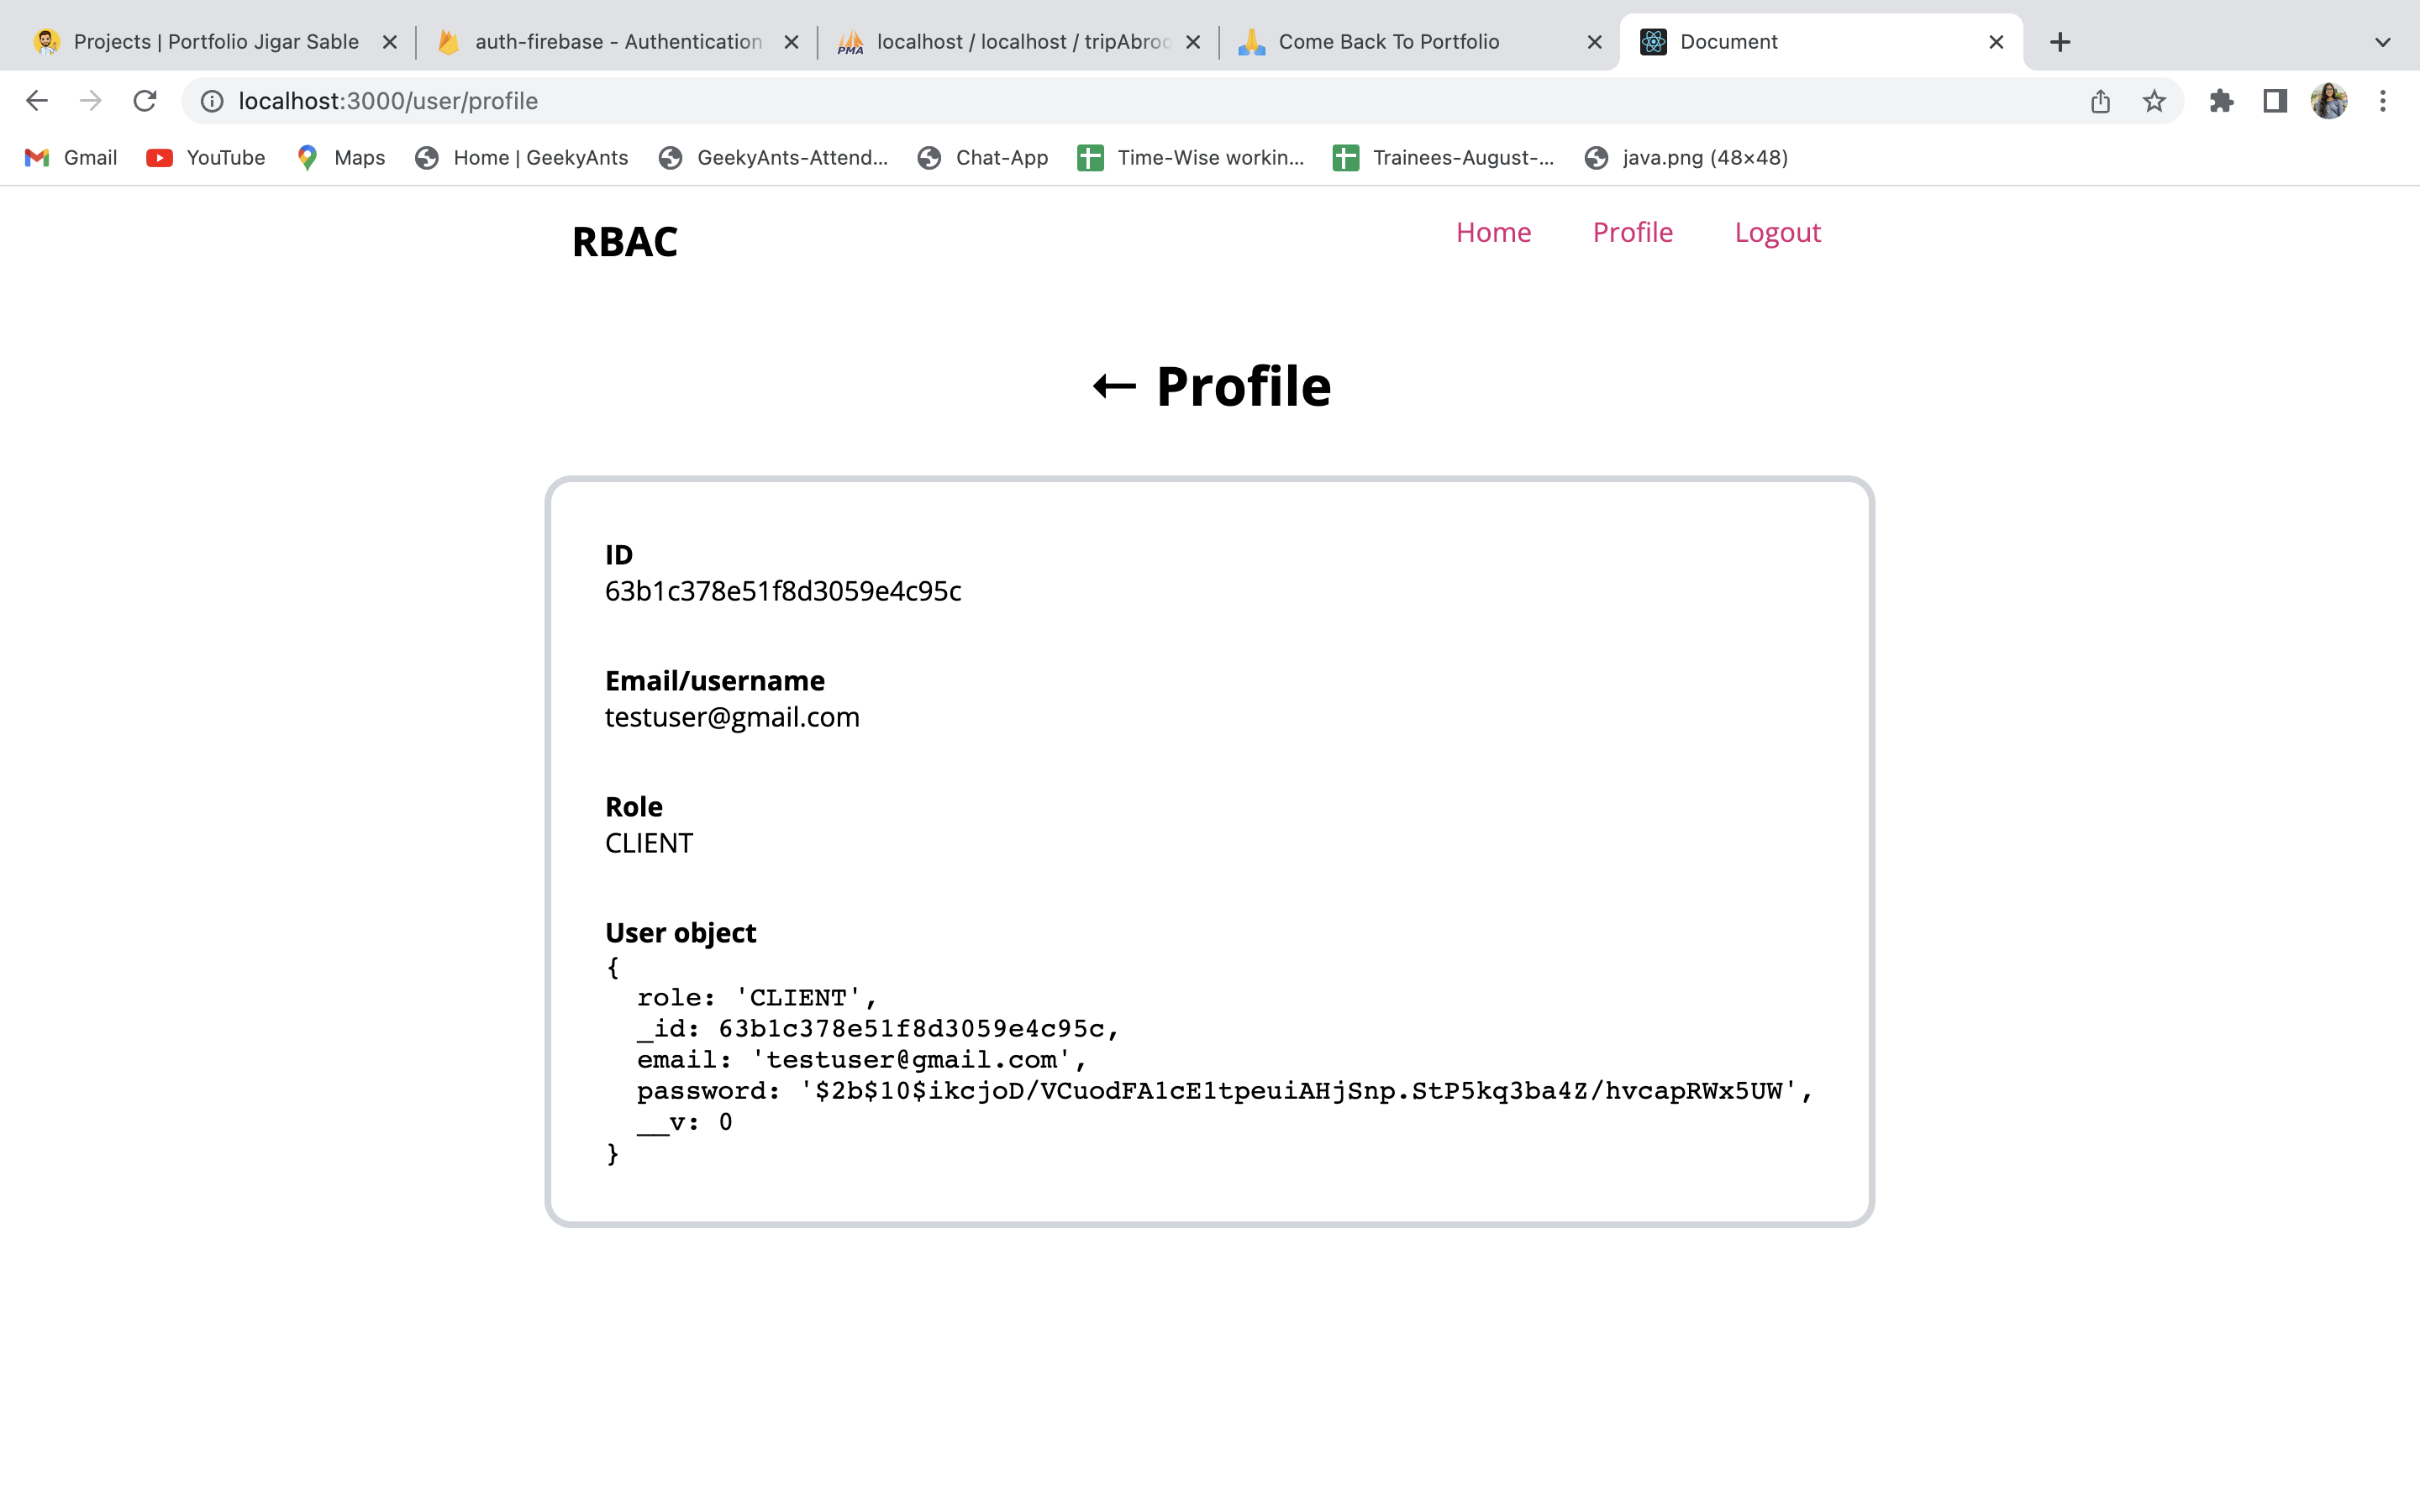 Projects | Portfolio Jigar Sable
auth-firebase - Authentication
PMA
localhost / localhost / tripAbroc
Come Back To Portfolio
Document
localhost:3000/user/profile
Gmail
YouTube
Maps
Home | GeekyAnts
GeekyAnts-Attend...
Chat-App
Time-Wise workin...
Trainees-August-...
java.png (48×48)
RBAC
Home
Profile
Logout
← Profile
ID
63b1c378e51f8d3059e4c95c
Email/username
testuser@gmail.com
Role
CLIENT
User object
{
  role: 'CLIENT',
  _id: 63b1c378e51f8d3059e4c95c,
  email: 'testuser@gmail.com',
  password: '$2b$10$ikcjoD/VCuodFA1cE1tpeuiAHjSnp.StP5kq3ba4Z/hvcapRWx5UW',
  __v: 0
}